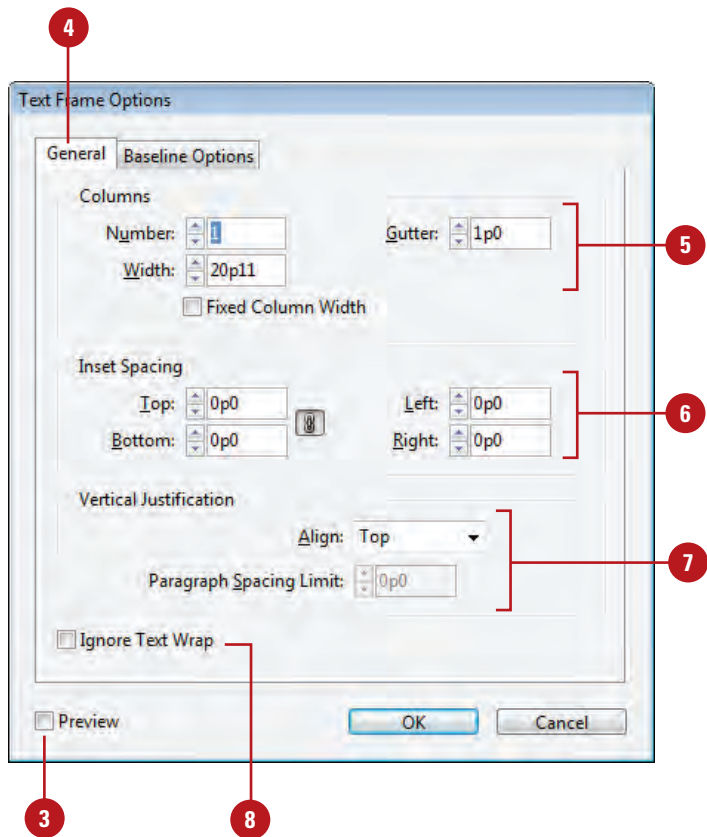 4
Text Frame Options
General Baseline Options
Columns
Number: 1 Gutter: 1p0
5
Width: 20p11
Fixed Column Width
Inset Spacing
Top: 0p0 Left: 0p0
6
Bottom: 0p0 Right: 0p0
Vertical Justification
Align: Top
7
Paragraph Spacing Limit: 0p0
Ignore Text Wrap
Preview OK Cancel
3 8